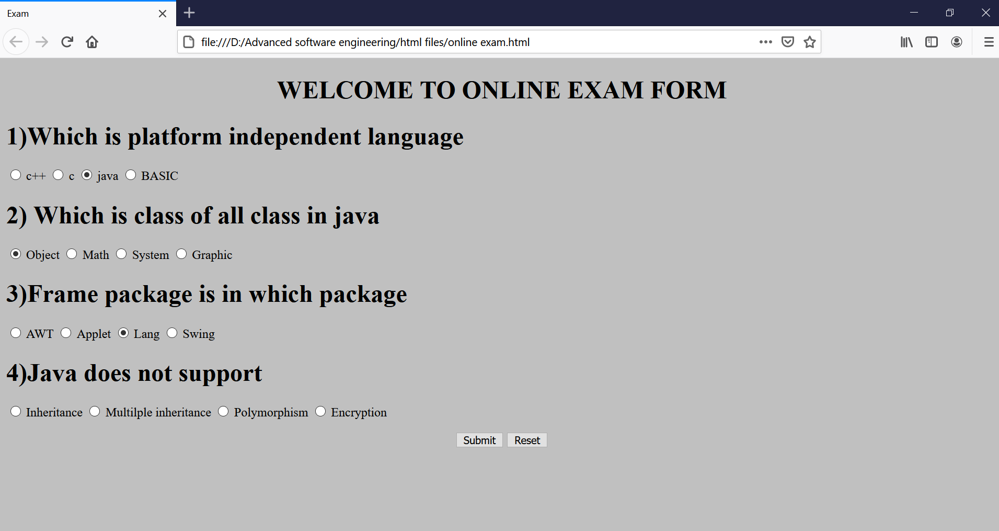 Exam
file:///D:/Advanced software engineering/html files/online exam.html
WELCOME TO ONLINE EXAM FORM
1)Which is platform independent language
c++ c java BASIC
2) Which is class of all class in java
Object Math System Graphic
3)Frame package is in which package
AWT Applet Lang Swing
4)Java does not support
Inheritance Multilple inheritance Polymorphism Encryption
Submit Reset